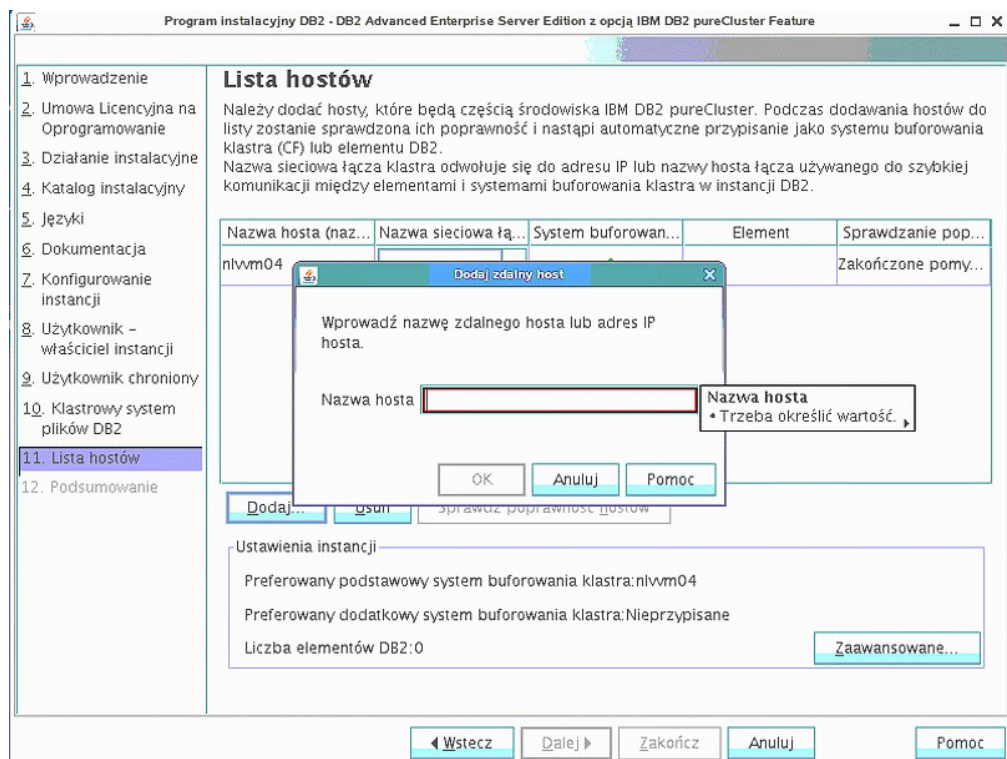 Program instalacyjny DB2 - DB2 Advanced Enterprise Server Edition z opcją IBM DB2 pureCluster Feature
1. Wprowadzenie
2. Umowa Licencyjna na
Oprogramowanie
3. Działanie instalacyjne
4. Katalog instalacyjny
5. Języki
6. Dokumentacja
7. Konfigurowanie
instancji
8. Użytkownik –
właściciel instancji
9. Użytkownik chroniony
10. Klastrowy system
plików DB2
11. Lista hostów
12. Podsumowanie
Lista hostów
Należy dodać hosty, które będą częścią środowiska IBM DB2 pureCluster. Podczas dodawania hostów do
listy zostanie sprawdzona ich poprawność i nastąpi automatyczne przypisanie jako systemu buforowania
klastra (CF) lub elementu DB2.
Nazwa sieciowa łącza klastra odwołuje się do adresu IP lub nazwy hosta łącza używanego do szybkiej
komunikacji między elementami i systemami buforowania klastra w instancji DB2.
Nazwa hosta (naz... Nazwa sieciowa łą... System buforowan... Element Sprawdzanie pop...
nlvvm04 Zakończone pomy...
Dodaj zdalny host
Wprowadź nazwę zdalnego hosta lub adres IP
hosta.
Nazwa hosta
Nazwa hosta
• Trzeba określić wartość.
OK Anuluj Pomoc
Dodaj... Usuń Sprawdź poprawność hostów
Ustawienia instancji
Preferowany podstawowy system buforowania klastra:nlvvm04
Preferowany dodatkowy system buforowania klastra:Nieprzypisane
Liczba elementów DB2:0
Zaawansowane...
Wstecz Dalej Zakończ Anuluj Pomoc